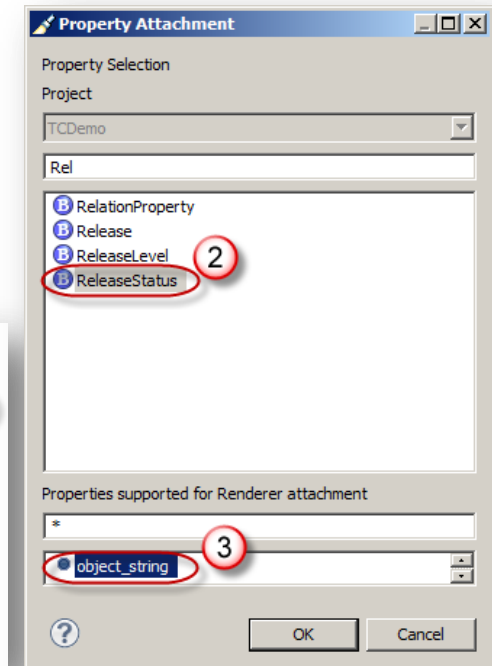 Property Attachment
Property Selection
Project
TCDemo
Rel
B RelationProperty
B Release
B ReleaseLevel
2
B ReleaseStatus
Properties supported for Renderer attachment
*
3
object_string
?
OK Cancel